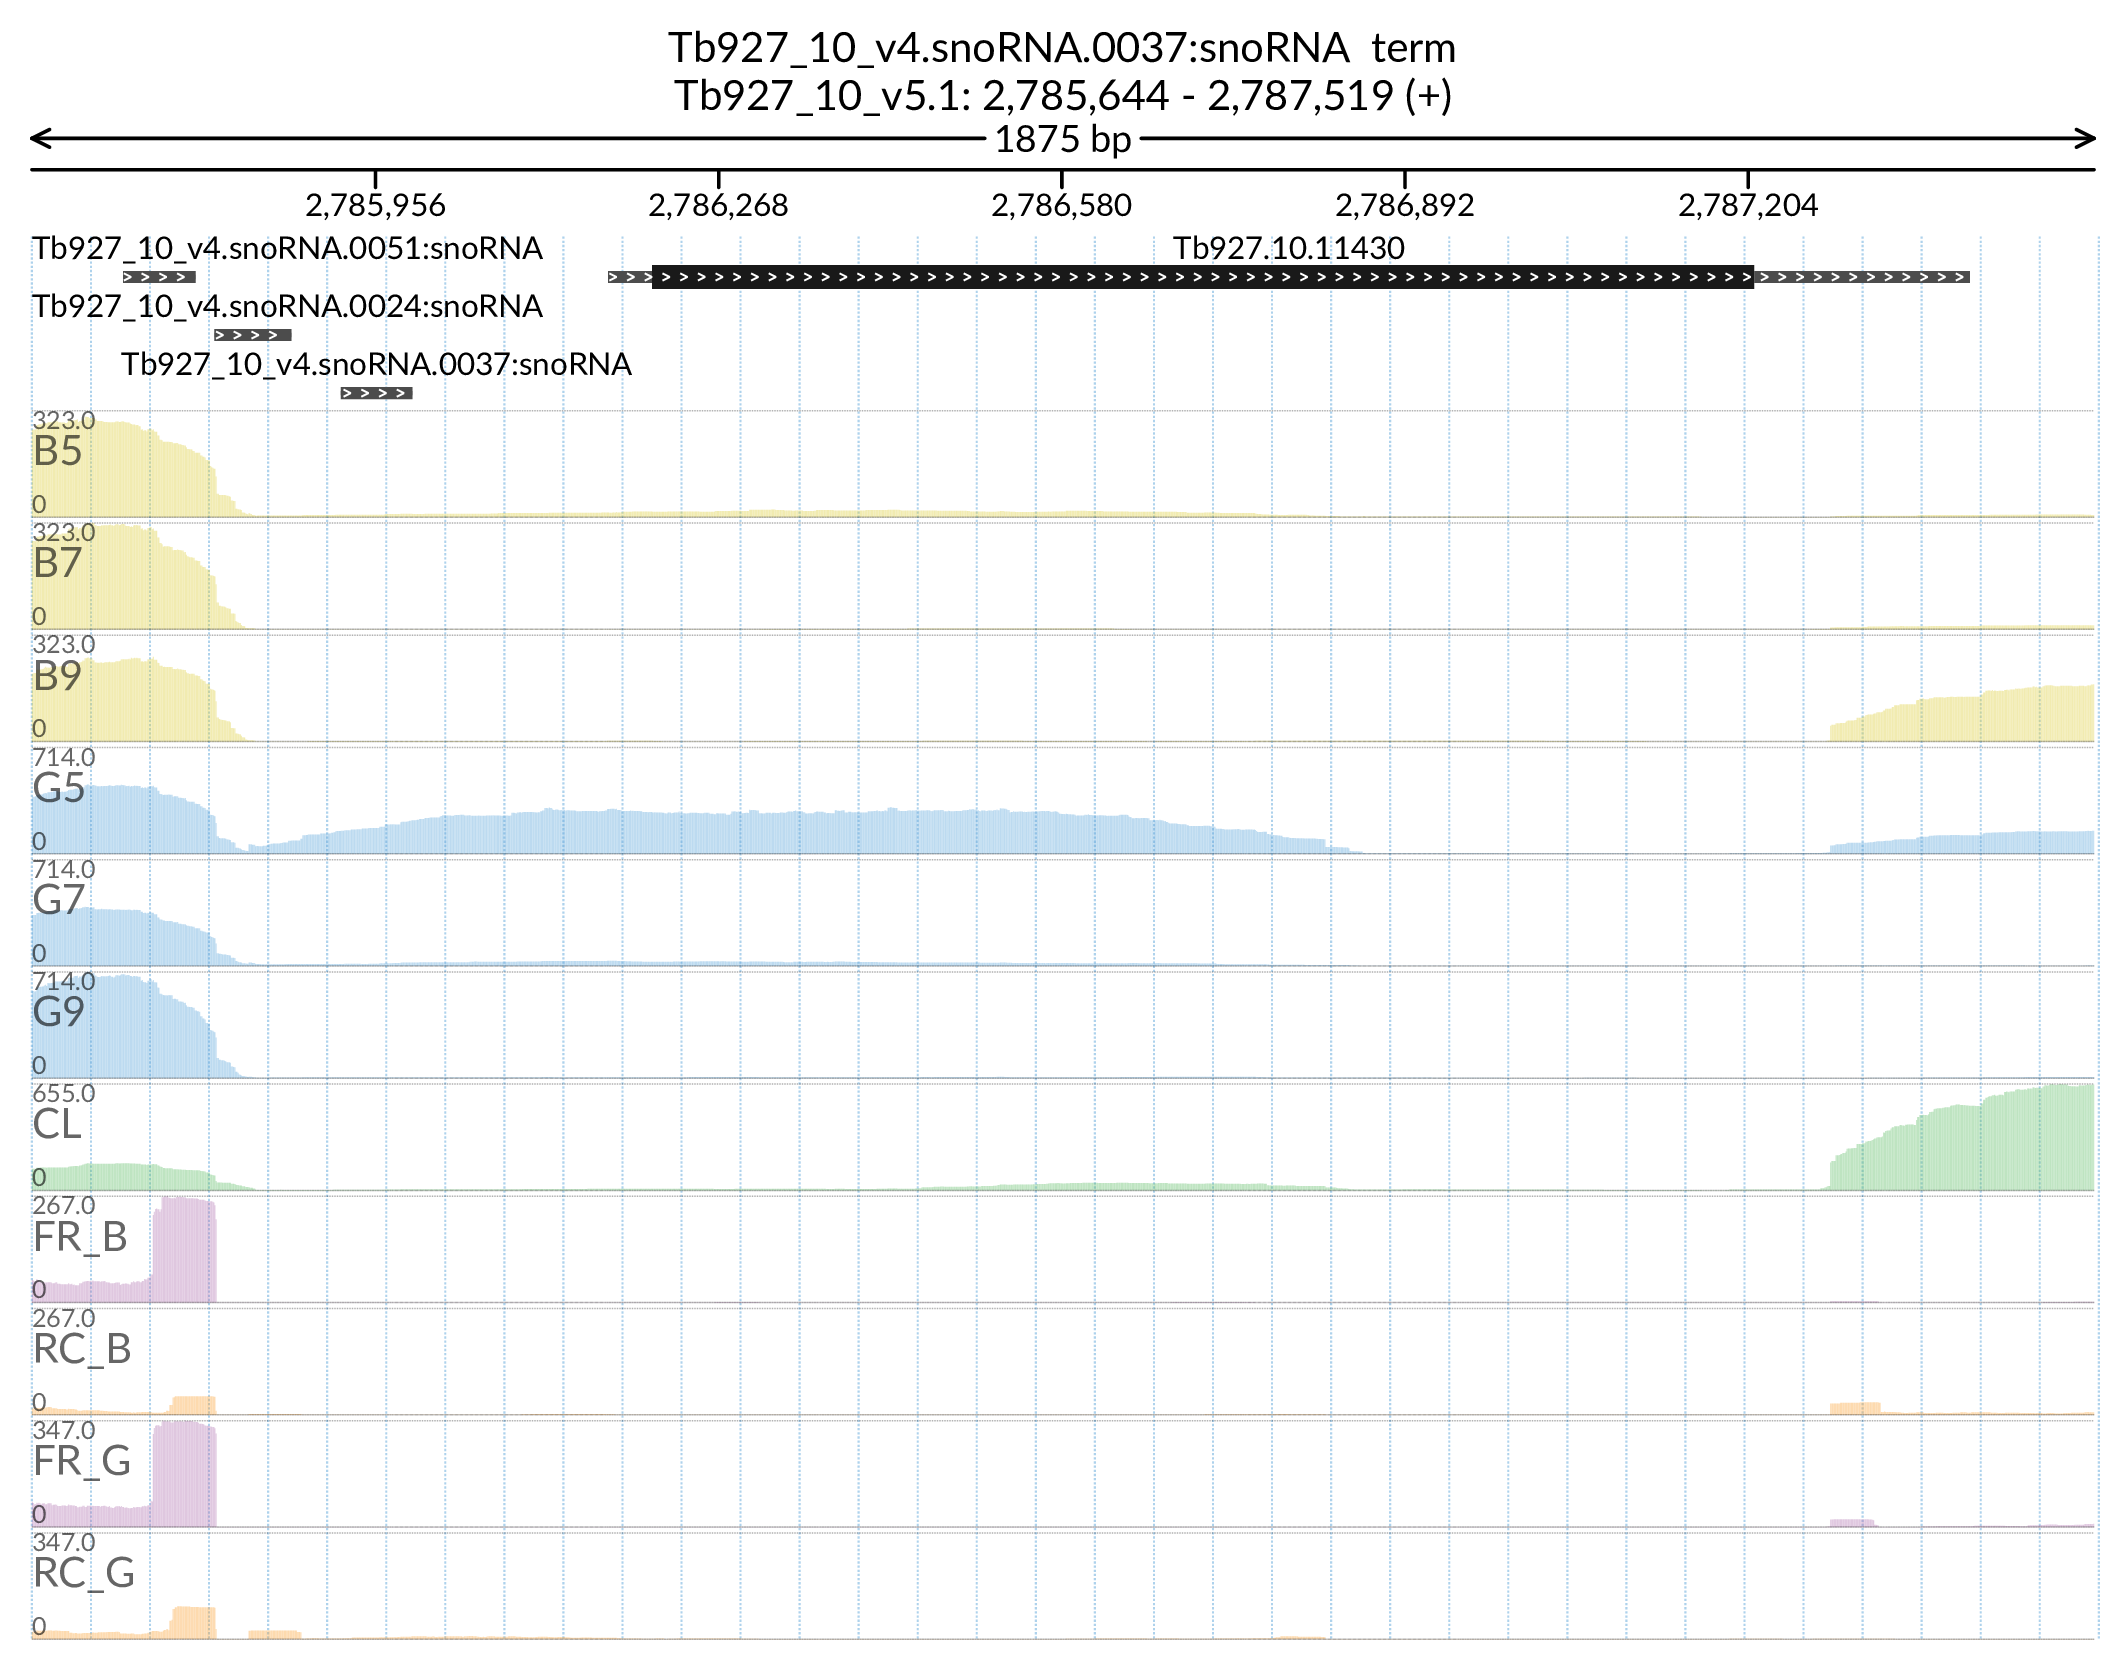 Tb927_10_v4.snoRNA.0037:snoRNA term
Tb927_10_v5.1: 2,785,644 - 2,787,519 (+)
1875 bp
2,785,956 2,786,268 2,786,580 2,786,892 2,787,204
Tb927_10_v4.snoRNA.0051:snoRNA Tb927.10.11430
Tb927_10_v4.snoRNA.0024:snoRNA
Tb927_10_v4.snoRNA.0037:snoRNA
323.0
B5
0
323.0
B7
0
323.0
B9
0
714.0
G5
0
714.0
G7
0
714.0
G9
0
655.0
CL
0
267.0
FR_B
0
267.0
RC_B
0
347.0
FR_G
0
347.0
RC_G
0